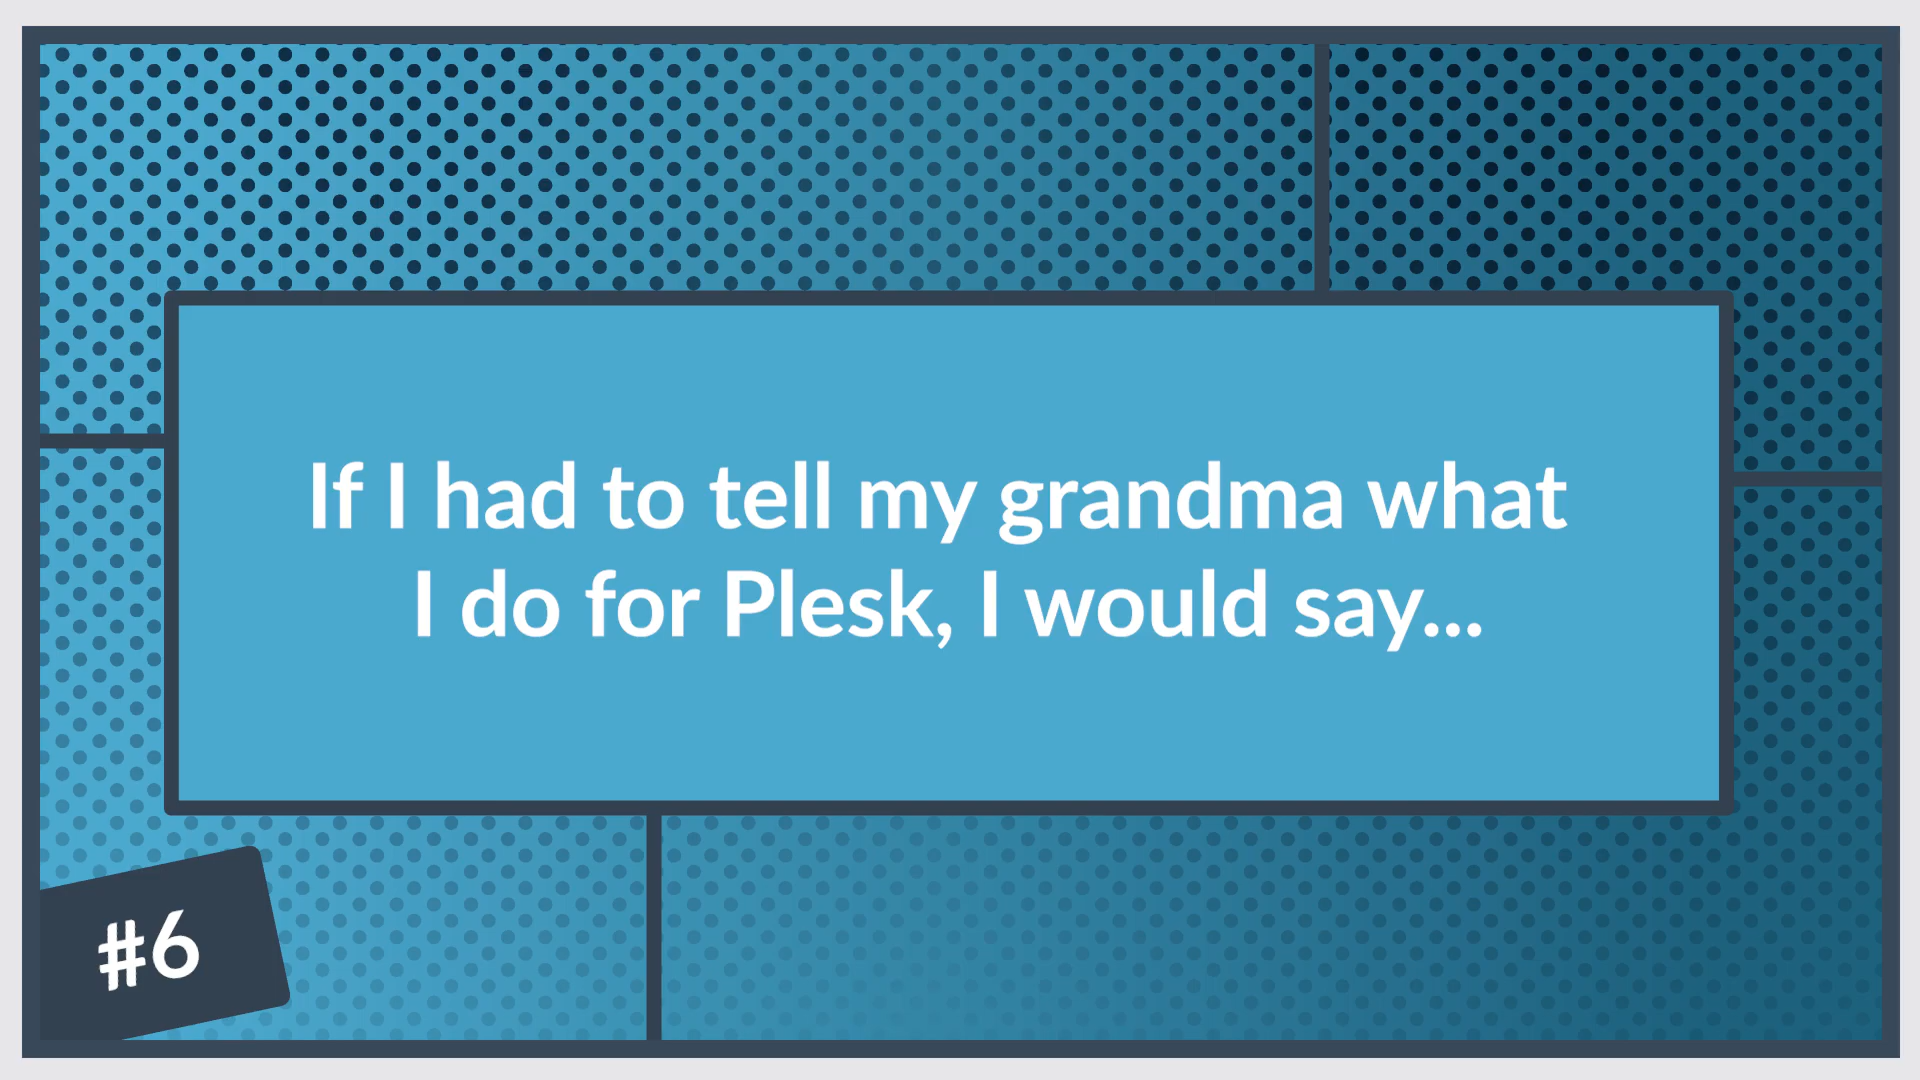 If I had to tell my grandma what
I do for Plesk, I would say...
#6